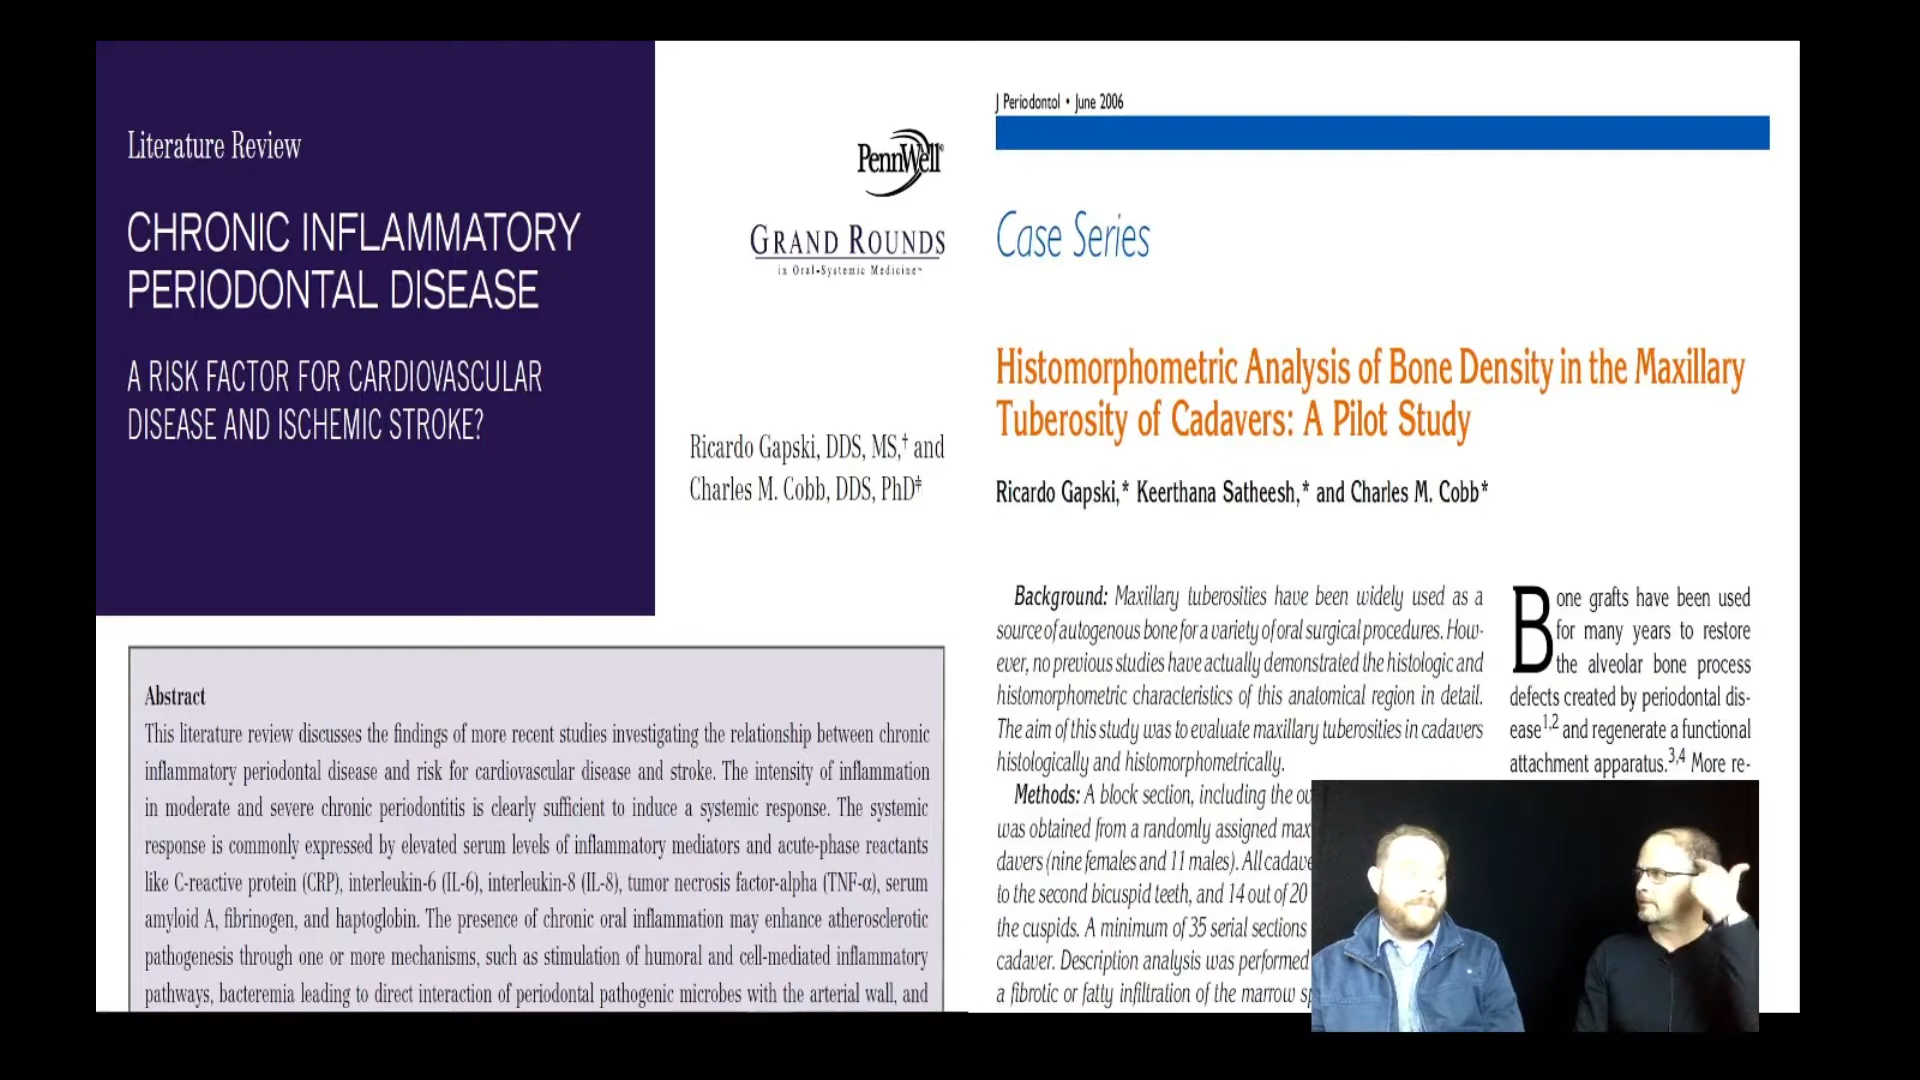 Literature Review
CHRONIC INFLAMMATORY
PERIODONTAL DISEASE
A RISK FACTOR FOR CARDIOVASCULAR
DISEASE AND ISCHEMIC STROKE?
PennWell®
GRAND ROUNDS
in Oral-Systemic Medicine™
Ricardo Gapski, DDS, MS,† and
Charles M. Cobb, DDS, PhD‡
Abstract
This literature review discusses the findings of more recent studies investigating the relationship between chronic
inflammatory periodontal disease and risk for cardiovascular disease and stroke. The intensity of inflammation
in moderate and severe chronic periodontitis is clearly sufficient to induce a systemic response. The systemic
response is commonly expressed by elevated serum levels of inflammatory mediators and acute-phase reactants
like C-reactive protein (CRP), interleukin-6 (IL-6), interleukin-8 (IL-8), tumor necrosis factor-alpha (TNF-α), serum
amyloid A, fibrinogen, and haptoglobin. The presence of chronic oral inflammation may enhance atherosclerotic
pathogenesis through one or more mechanisms, such as stimulation of humoral and cell-mediated inflammatory
pathways, bacteremia leading to direct interaction of periodontal pathogenic microbes with the arterial wall, and
J Periodontol • June 2006
Case Series
Histomorphometric Analysis of Bone Density in the Maxillary
Tuberosity of Cadavers: A Pilot Study
Ricardo Gapski,* Keerthana Satheesh,* and Charles M. Cobb*
Background: Maxillary tuberosities have been widely used as a
source of autogenous bone for a variety of oral surgical procedures. How-
ever, no previous studies have actually demonstrated the histologic and
histomorphometric characteristics of this anatomical region in detail.
The aim of this study was to evaluate maxillary tuberosities in cadavers
histologically and histomorphometrically.
Methods: A block section, including the
was obtained from a randomly assigned
davers (nine females and 11 males). All
to the second bicuspid teeth, and 14 out of 20
the cuspids. A minimum of 35 serial sections
cadaver. Description analysis was performed
a fibrotic or fatty infiltration of the marrow
Bone grafts have been used
for many years to restore
the alveolar bone process
defects created by periodontal dis-
ease1,2 and regenerate a functional
attachment apparatus.3,4 More re-